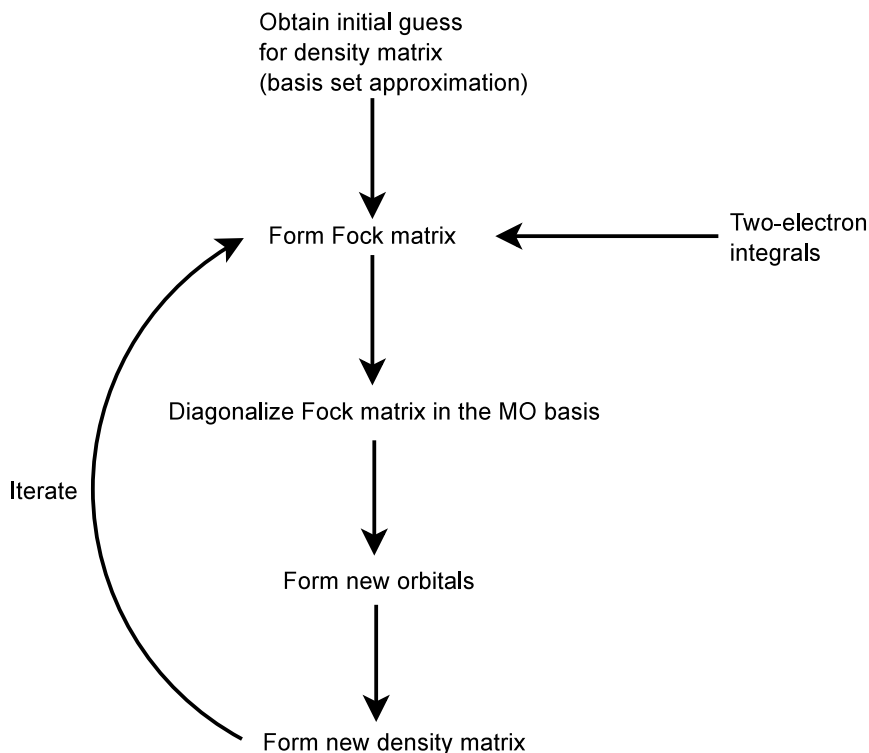 Obtain initial guess
for density matrix
(basis set approximation)
Form Fock matrix
Two-electron
integrals
Diagonalize Fock matrix in the MO basis
Iterate
Form new orbitals
Form new density matrix